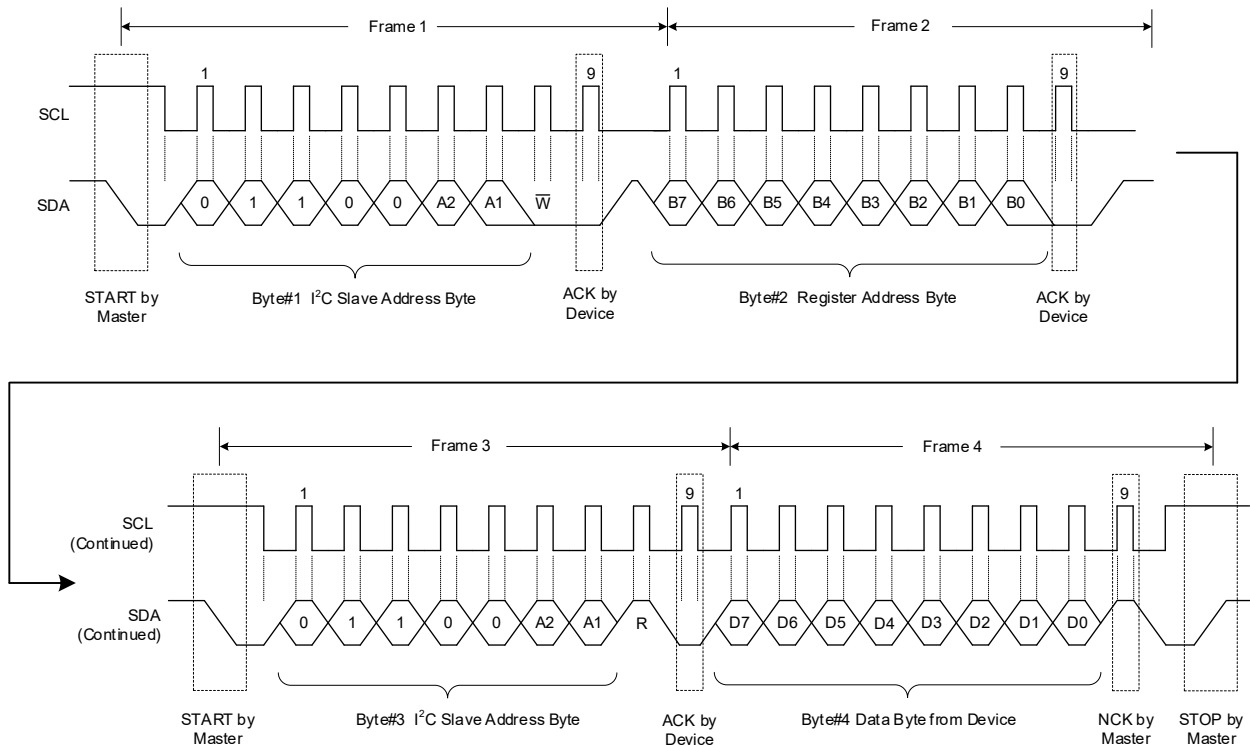 Frame 1 Frame 2
1 9 1 9
SCL
SDA 0 1 1 0 0 A2 A1 W̅ B7 B6 B5 B4 B3 B2 B1 B0
START by
Master
Byte#1 I²C Slave Address Byte
ACK by
Device
Byte#2 Register Address Byte
ACK by
Device
Frame 3 Frame 4
1 9 1 9
SCL
(Continued)
SDA
(Continued)
0 1 1 0 0 A2 A1 R D7 D6 D5 D4 D3 D2 D1 D0
START by
Master
Byte#3 I²C Slave Address Byte
ACK by
Device
Byte#4 Data Byte from Device
NCK by
Master
STOP by
Master